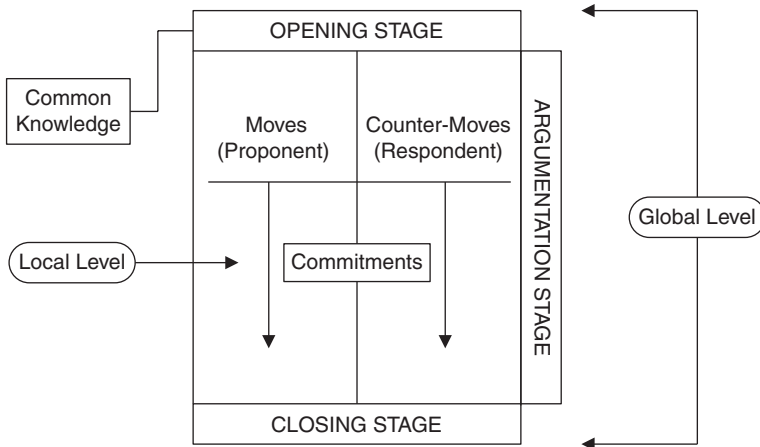 OPENING STAGE
Common
Knowledge
Moves
(Proponent)
Counter-Moves
(Respondent)
ARGUMENTATION STAGE
Global Level
Local Level
Commitments
CLOSING STAGE